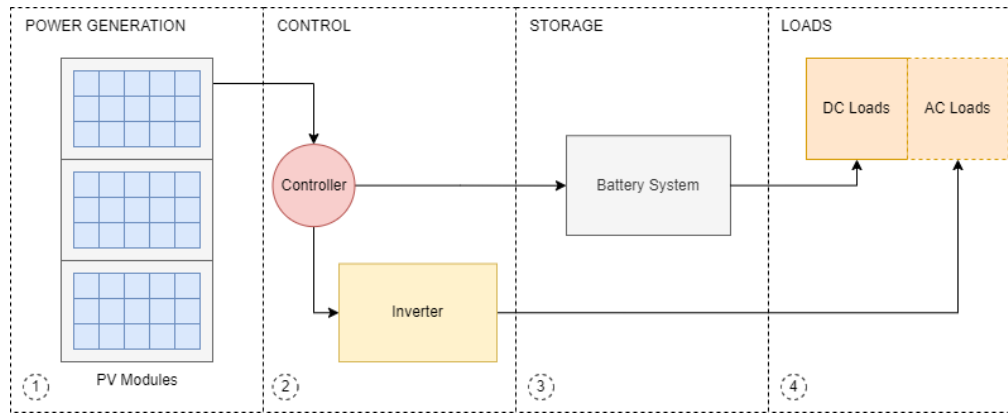 POWER GENERATION
CONTROL
STORAGE
LOADS
DC Loads
AC Loads
Controller
Battery System
Inverter
PV Modules
1
2
3
4